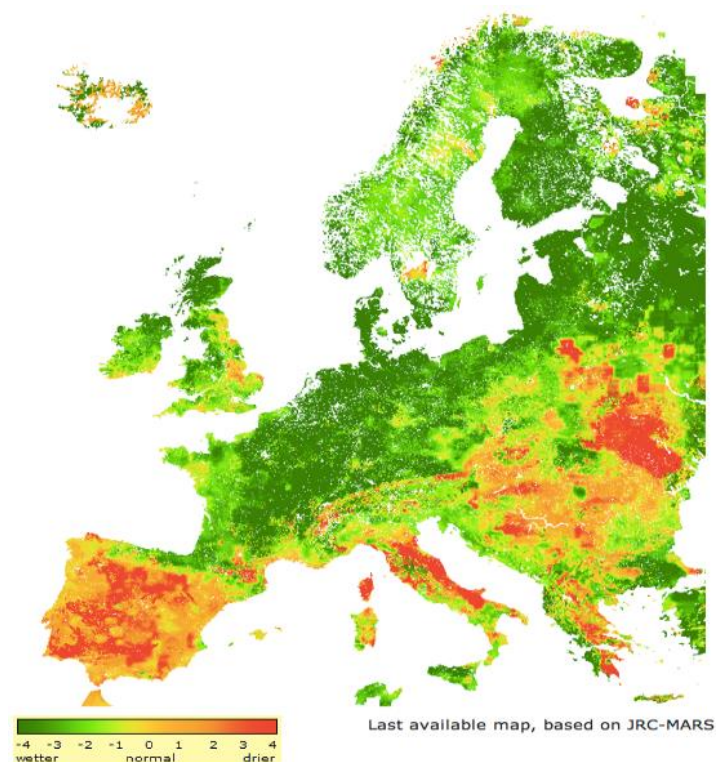 -4 -3 -2 -1 0 1 2 3 4
wetter normal drier
Last available map, based on JRC-MARS